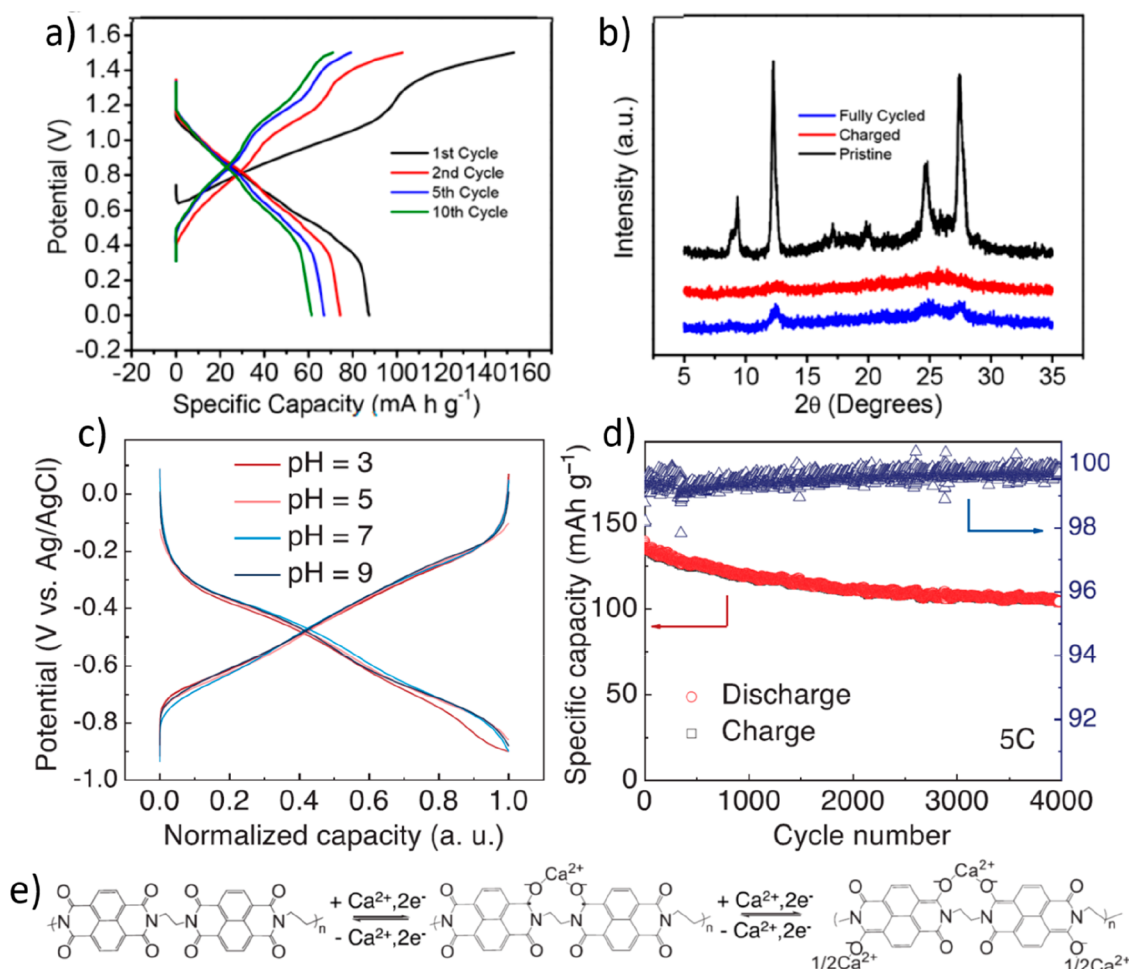 a)
1.6
1.4
1.2
1.0
0.8
0.6
0.4
0.2
0.0
-0.2
Potential (V)
1st Cycle
2nd Cycle
5th Cycle
10th Cycle
-20 0 20 40 60 80 100 120 140 160
Specific Capacity (mA h g⁻¹)
b)
Intensity (a.u.)
Fully Cycled
Charged
Pristine
5 10 15 20 25 30 35
2θ (Degrees)
c)
0.0
-0.2
-0.4
-0.6
-0.8
-1.0
Potential (V vs. Ag/AgCl)
pH = 3
pH = 5
pH = 7
pH = 9
0.0 0.2 0.4 0.6 0.8 1.0
Normalized capacity (a. u.)
d)
150
100
50
0
Specific capacity (mAh g⁻¹)
100
98
96
94
92
Discharge
Charge
5C
0 1000 2000 3000 4000
Cycle number
e)
O O O O
N N N N
O O O O
n
+ Ca²⁺,2e⁻
- Ca²⁺,2e⁻
Ca²⁺
O ⁻O O⁻ O
N N N N
O O O O
n
+ Ca²⁺,2e⁻
- Ca²⁺,2e⁻
Ca²⁺
O ⁻O O⁻ O
N N N N
O⁻ O O O⁻
n
1/2Ca²⁺ 1/2Ca²⁺